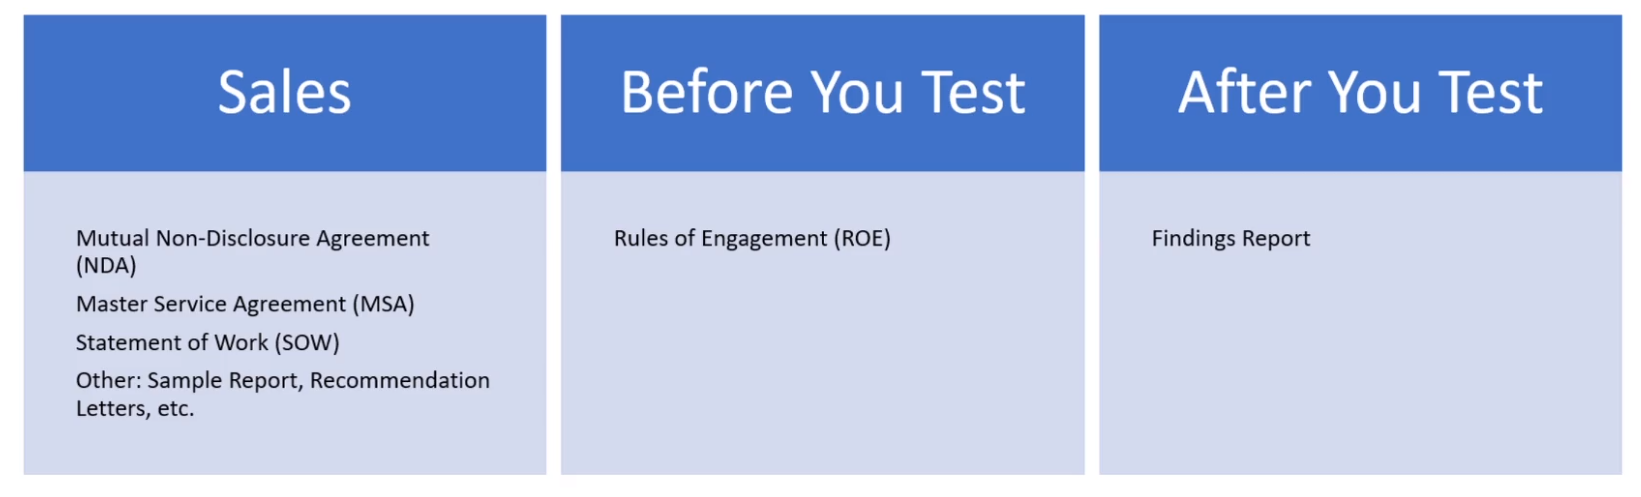 Sales
Mutual Non-Disclosure Agreement
(NDA)
Master Service Agreement (MSA)
Statement of Work (SOW)
Other: Sample Report, Recommendation
Letters, etc.
Before You Test
Rules of Engagement (ROE)
After You Test
Findings Report